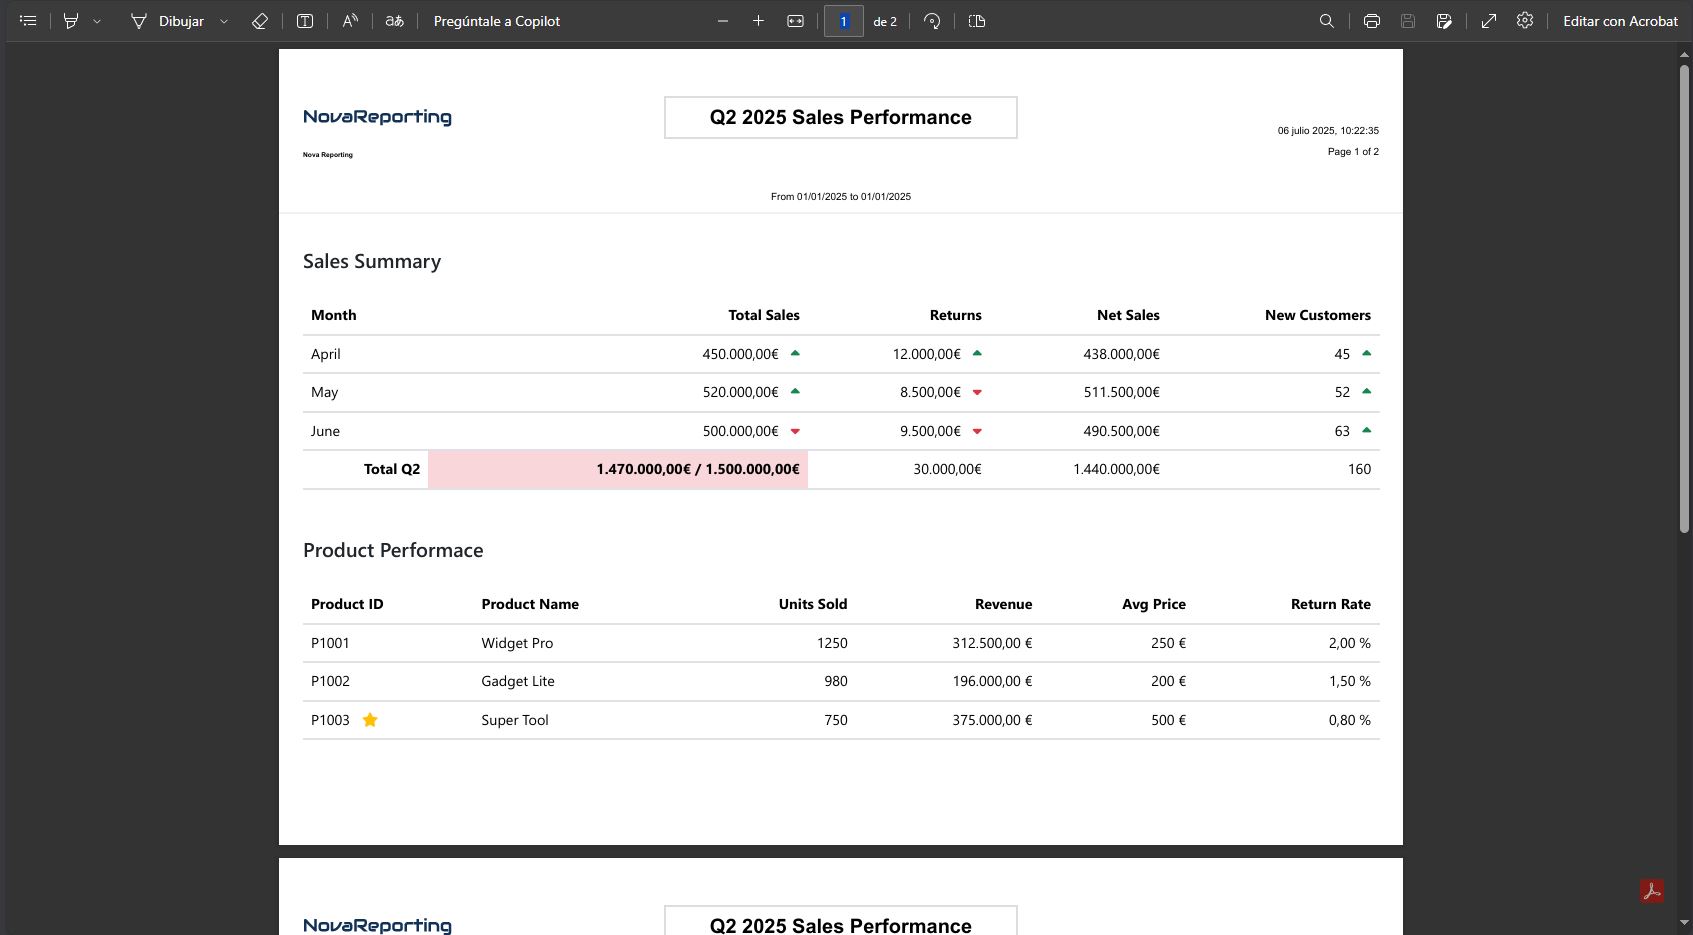 Dibujar
T
A
aあ
Pregúntale a Copilot
1 de 2
Editar con Acrobat
NovaReporting
Q2 2025 Sales Performance
06 julio 2025, 10:22:35
Nova Reporting
Page 1 of 2
From 01/01/2025 to 01/01/2025
Sales Summary
Month Total Sales Returns Net Sales New Customers
April 450.000,00€ 12.000,00€ 438.000,00€ 45
May 520.000,00€ 8.500,00€ 511.500,00€ 52
June 500.000,00€ 9.500,00€ 490.500,00€ 63
Total Q2 1.470.000,00€ / 1.500.000,00€ 30.000,00€ 1.440.000,00€ 160
Product Performace
Product ID Product Name Units Sold Revenue Avg Price Return Rate
P1001 Widget Pro 1250 312.500,00 € 250 € 2,00 %
P1002 Gadget Lite 980 196.000,00 € 200 € 1,50 %
P1003 Super Tool 750 375.000,00 € 500 € 0,80 %
NovaReporting
Q2 2025 Sales Performance